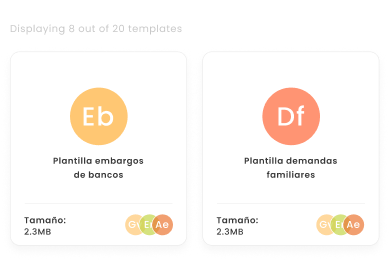 Displaying 8 out of 20 templates
Eb
Plantilla embargos
de bancos
Tamaño:
2.3MB
Ae
Df
Plantilla demandas
familiares
Tamaño:
2.3MB
Ae